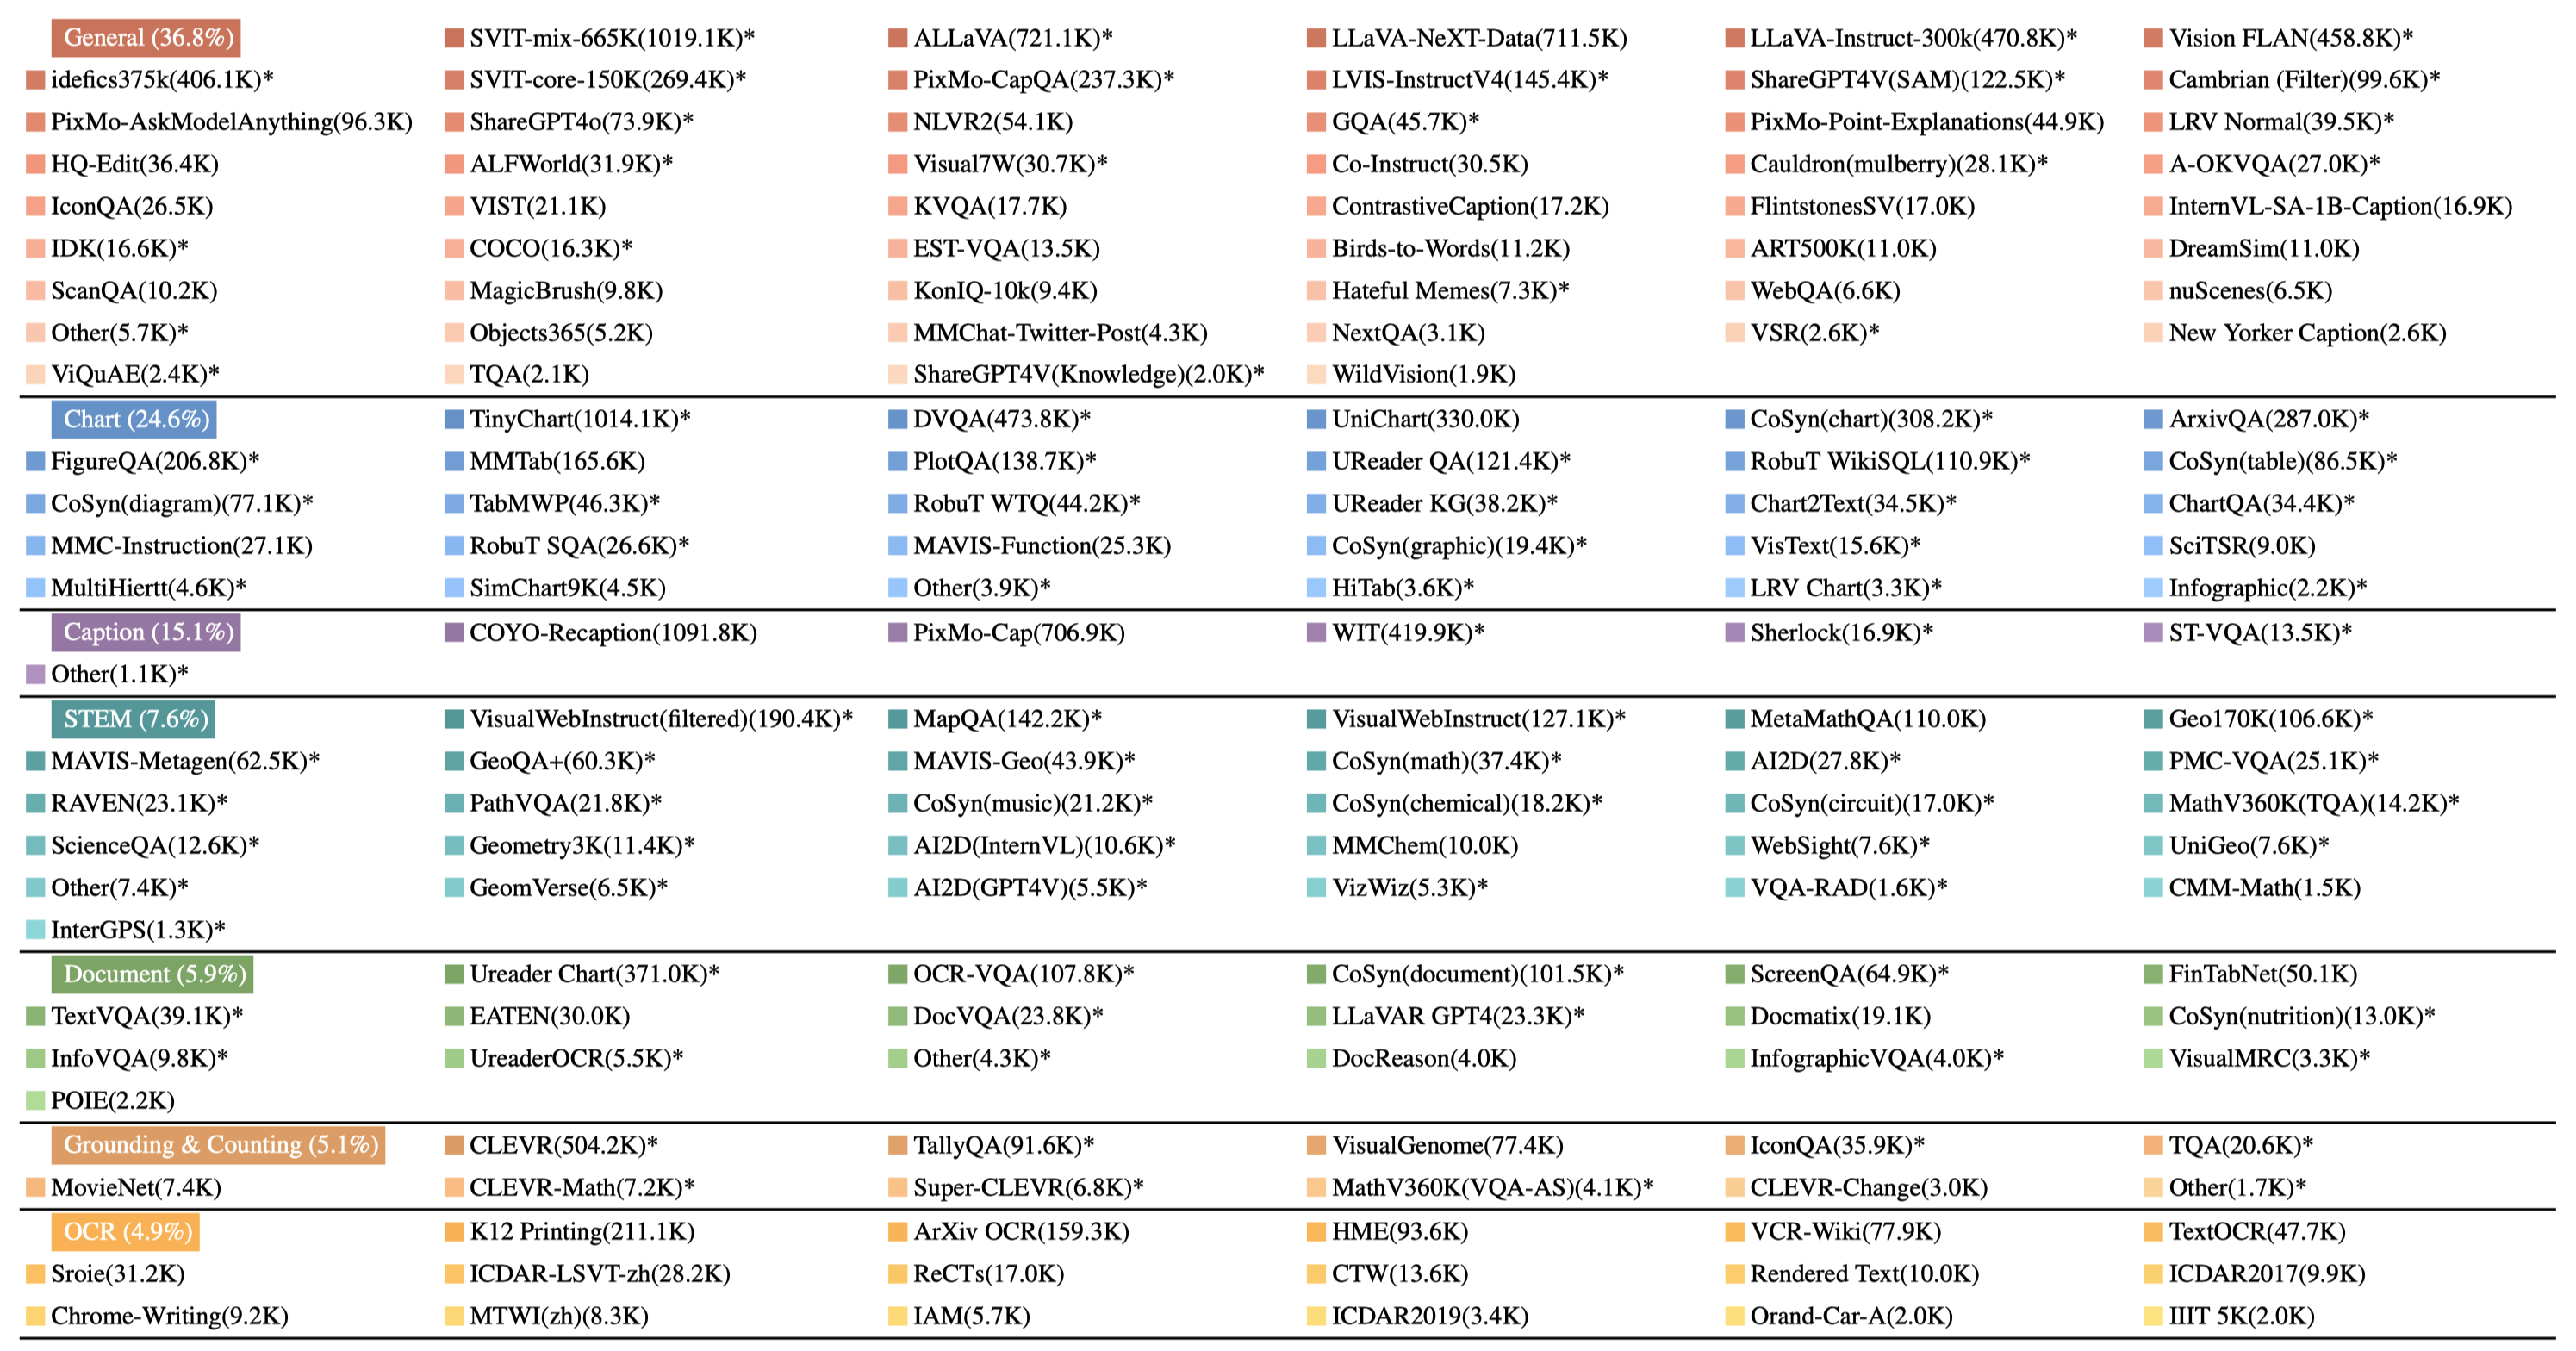 General (36.8%) SVIT-mix-665K(1019.1K)* ALLaVA(721.1K)* LLaVA-NeXT-Data(711.5K) LLaVA-Instruct-300k(470.8K)* Vision FLAN(458.8K)*
idefics375k(406.1K)* SVIT-core-150K(269.4K)* PixMo-CapQA(237.3K)* LVIS-InstructV4(145.4K)* ShareGPT4V(SAM)(122.5K)* Cambrian (Filter)(99.6K)*
PixMo-AskModelAnything(96.3K) ShareGPT4o(73.9K)* NLVR2(54.1K) GQA(45.7K)* PixMo-Point-Explanations(44.9K) LRV Normal(39.5K)*
HQ-Edit(36.4K) ALFWorld(31.9K)* Visual7W(30.7K)* Co-Instruct(30.5K) Cauldron(mulberry)(28.1K)* A-OKVQA(27.0K)*
IconQA(26.5K) VIST(21.1K) KVQA(17.7K) ContrastiveCaption(17.2K) FlintstonesSV(17.0K) InternVL-SA-1B-Caption(16.9K)
IDK(16.6K)* COCO(16.3K)* EST-VQA(13.5K) Birds-to-Words(11.2K) ART500K(11.0K) DreamSim(11.0K)
ScanQA(10.2K) MagicBrush(9.8K) KonIQ-10k(9.4K) Hateful Memes(7.3K)* WebQA(6.6K) nuScenes(6.5K)
Other(5.7K)* Objects365(5.2K) MMChat-Twitter-Post(4.3K) NextQA(3.1K) VSR(2.6K)* New Yorker Caption(2.6K)
ViQuAE(2.4K)* TQA(2.1K) ShareGPT4V(Knowledge)(2.0K)* WildVision(1.9K)
Chart (24.6%) TinyChart(1014.1K)* DVQA(473.8K)* UniChart(330.0K) CoSyn(chart)(308.2K)* ArxivQA(287.0K)*
FigureQA(206.8K)* MMTab(165.6K) PlotQA(138.7K)* UReader QA(121.4K)* RobuT WikiSQL(110.9K)* CoSyn(table)(86.5K)*
CoSyn(diagram)(77.1K)* TabMWP(46.3K)* RobuT WTQ(44.2K)* UReader KG(38.2K)* Chart2Text(34.5K)* ChartQA(34.4K)*
MMC-Instruction(27.1K) RobuT SQA(26.6K)* MAVIS-Function(25.3K) CoSyn(graphic)(19.4K)* VisText(15.6K)* SciTSR(9.0K)
MultiHiertt(4.6K)* SimChart9K(4.5K) Other(3.9K)* HiTab(3.6K)* LRV Chart(3.3K)* Infographic(2.2K)*
Caption (15.1%) COYO-Recaption(1091.8K) PixMo-Cap(706.9K) WIT(419.9K)* Sherlock(16.9K)* ST-VQA(13.5K)*
Other(1.1K)*
STEM (7.6%) VisualWebInstruct(filtered)(190.4K)* MapQA(142.2K)* VisualWebInstruct(127.1K)* MetaMathQA(110.0K) Geo170K(106.6K)*
MAVIS-Metagen(62.5K)* GeoQA+(60.3K)* MAVIS-Geo(43.9K)* CoSyn(math)(37.4K)* AI2D(27.8K)* PMC-VQA(25.1K)*
RAVEN(23.1K)* PathVQA(21.8K)* CoSyn(music)(21.2K)* CoSyn(chemical)(18.2K)* CoSyn(circuit)(17.0K)* MathV360K(TQA)(14.2K)*
ScienceQA(12.6K)* Geometry3K(11.4K)* AI2D(InternVL)(10.6K)* MMChem(10.0K) WebSight(7.6K)* UniGeo(7.6K)*
Other(7.4K)* GeomVerse(6.5K)* AI2D(GPT4V)(5.5K)* VizWiz(5.3K)* VQA-RAD(1.6K)* CMM-Math(1.5K)
InterGPS(1.3K)*
Document (5.9%) Ureader Chart(371.0K)* OCR-VQA(107.8K)* CoSyn(document)(101.5K)* ScreenQA(64.9K)* FinTabNet(50.1K)
TextVQA(39.1K)* EATEN(30.0K) DocVQA(23.8K)* LLaVAR GPT4(23.3K)* Docmatix(19.1K) CoSyn(nutrition)(13.0K)*
InfoVQA(9.8K)* UreaderOCR(5.5K)* Other(4.3K)* DocReason(4.0K) InfographicVQA(4.0K)* VisualMRC(3.3K)*
POIE(2.2K)
Grounding & Counting (5.1%) CLEVR(504.2K)* TallyQA(91.6K)* VisualGenome(77.4K) IconQA(35.9K)* TQA(20.6K)*
MovieNet(7.4K) CLEVR-Math(7.2K)* Super-CLEVR(6.8K)* MathV360K(VQA-AS)(4.1K)* CLEVR-Change(3.0K) Other(1.7K)*
OCR (4.9%) K12 Printing(211.1K) ArXiv OCR(159.3K) HME(93.6K) VCR-Wiki(77.9K) TextOCR(47.7K)
Sroie(31.2K) ICDAR-LSVT-zh(28.2K) ReCTs(17.0K) CTW(13.6K) Rendered Text(10.0K) ICDAR2017(9.9K)
Chrome-Writing(9.2K) MTWI(zh)(8.3K) IAM(5.7K) ICDAR2019(3.4K) Orand-Car-A(2.0K) IIIT 5K(2.0K)